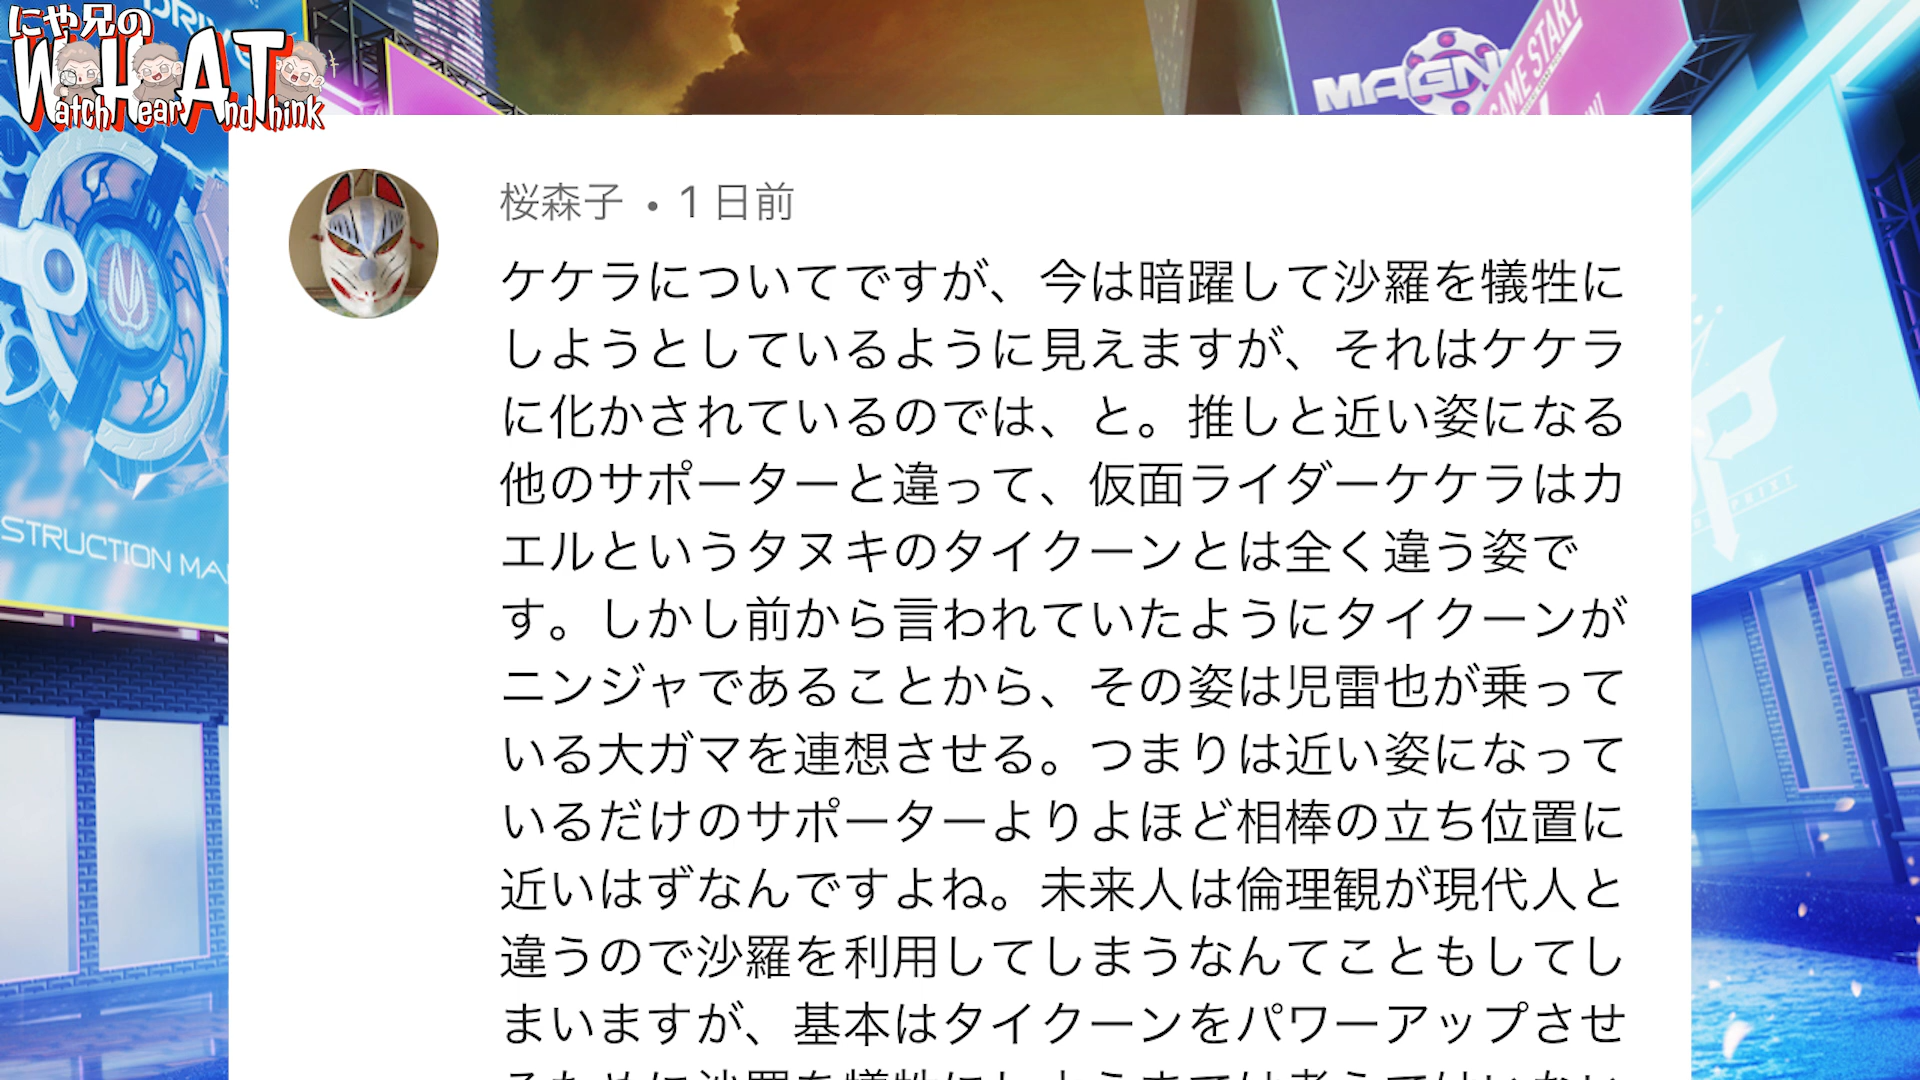 にや兄の
WHAT
Watch Hear And Think
DRIV
MAGN
GAME START
STRUCTION MA
桜森子 • 1 日前
ケケラについてですが、今は暗躍して沙羅を犠牲に
しようとしているように見えますが、それはケケラ
に化かされているのでは、と。推しと近い姿になる
他のサポーターと違って、仮面ライダーケケラはカ
エルというタヌキのタイクーンとは全く違う姿で
す。しかし前から言われていたようにタイクーンが
ニンジャであることから、その姿は児雷也が乗って
いる大ガマを連想させる。つまりは近い姿になって
いるだけのサポーターよりよほど相棒の立ち位置に
近いはずなんですよね。未来人は倫理観が現代人と
違うので沙羅を利用してしまうなんてこともしてし
まいますが、基本はタイクーンをパワーアップさせ